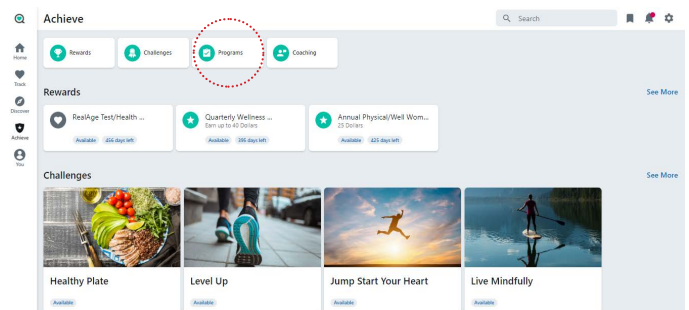 Achieve
Search
Home
Track
Discover
Achieve
You
Rewards
Challenges
Programs
Coaching
Rewards
See More
RealAge Test/Health ...
Available 456 days left
Quarterly Wellness ...
Earn up to 40 Dollars
Available 395 days left
Annual Physical/Well Wom...
25 Dollars
Available 425 days left
Challenges
See More
Healthy Plate
Available
Level Up
Available
Jump Start Your Heart
Available
Live Mindfully
Available